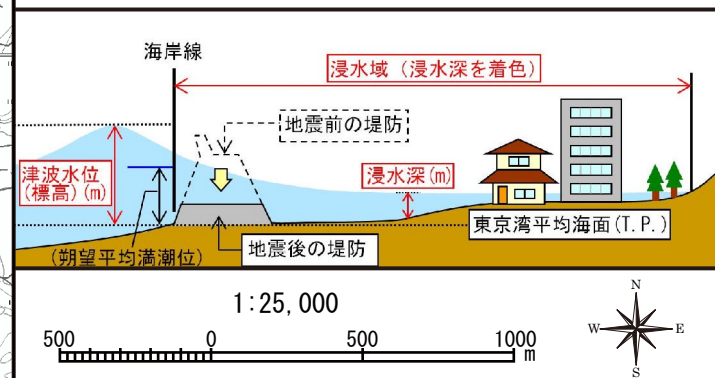 海岸線
浸水域（浸水深を着色）
地震前の堤防
津波水位
(標高)(m)
浸水深(m)
東京湾平均海面(T.P.)
(朔望平均満潮位)
地震後の堤防
1:25,000
500 0 500 1000 m
N
W E
S